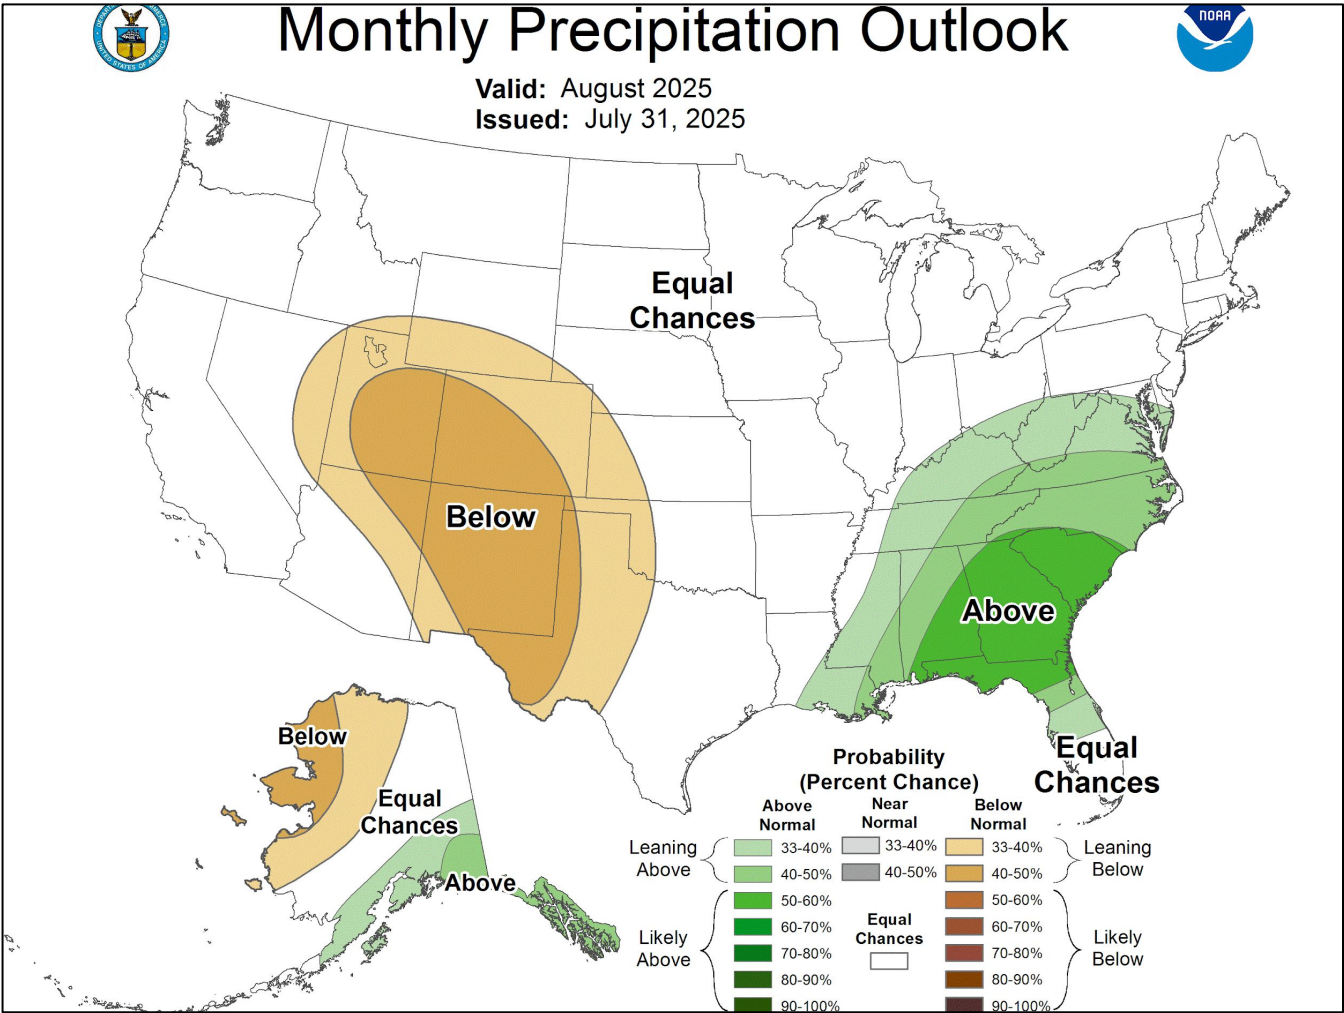 Monthly Precipitation Outlook
NOAA
Valid: August 2025
Issued: July 31, 2025
Equal
Chances
Below
Above
Below
Equal
Chances
Above
Equal
Chances
Probability
(Percent Chance)
Above
Normal
Near
Normal
Below
Normal
Leaning
Above
33-40%
33-40%
33-40%
Leaning
Below
40-50%
40-50%
40-50%
50-60%
50-60%
60-70%
Equal
Chances
60-70%
Likely
Above
70-80%
70-80%
Likely
Below
80-90%
80-90%
90-100%
90-100%